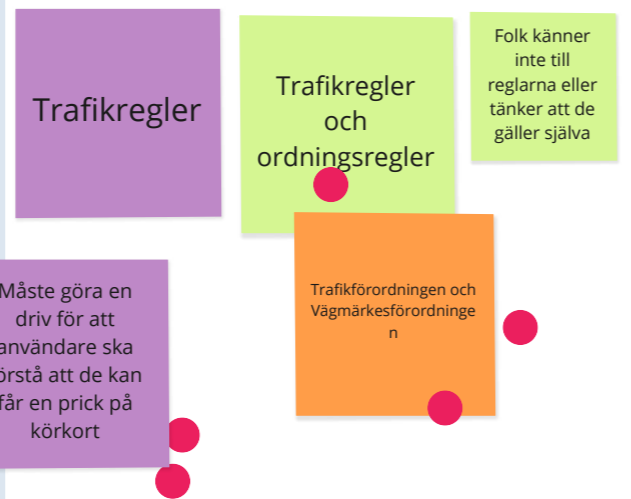 Trafikregler
Trafikregler
och
ordningsregler
Folk känner
inte till
reglarna eller
tänker att de
gäller själva
Trafikförordningen och
Vägmärkesförordninge
n
Måste göra en
driv för att
användare ska
örstå att de kan
får en prick på
körkort